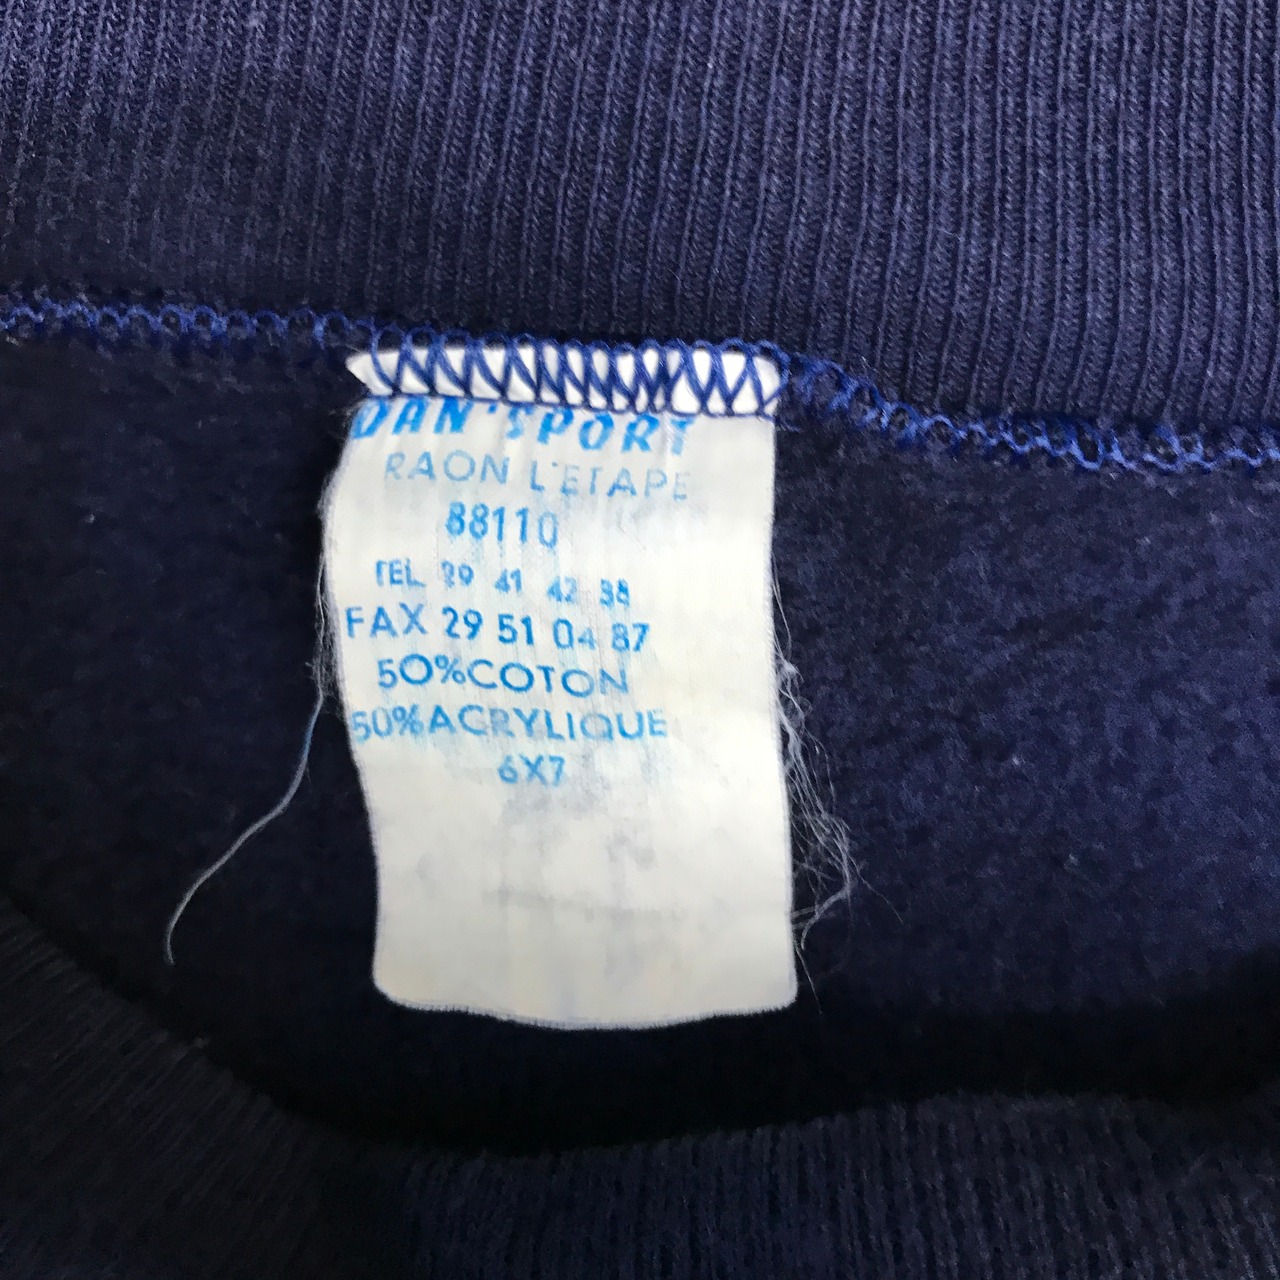 DAN'SPORT
RAON L'ETAPE
88110
TEL 29 41 42 38
FAX 29 51 04 87
50%COTON
50%ACRYLIQUE
6X7